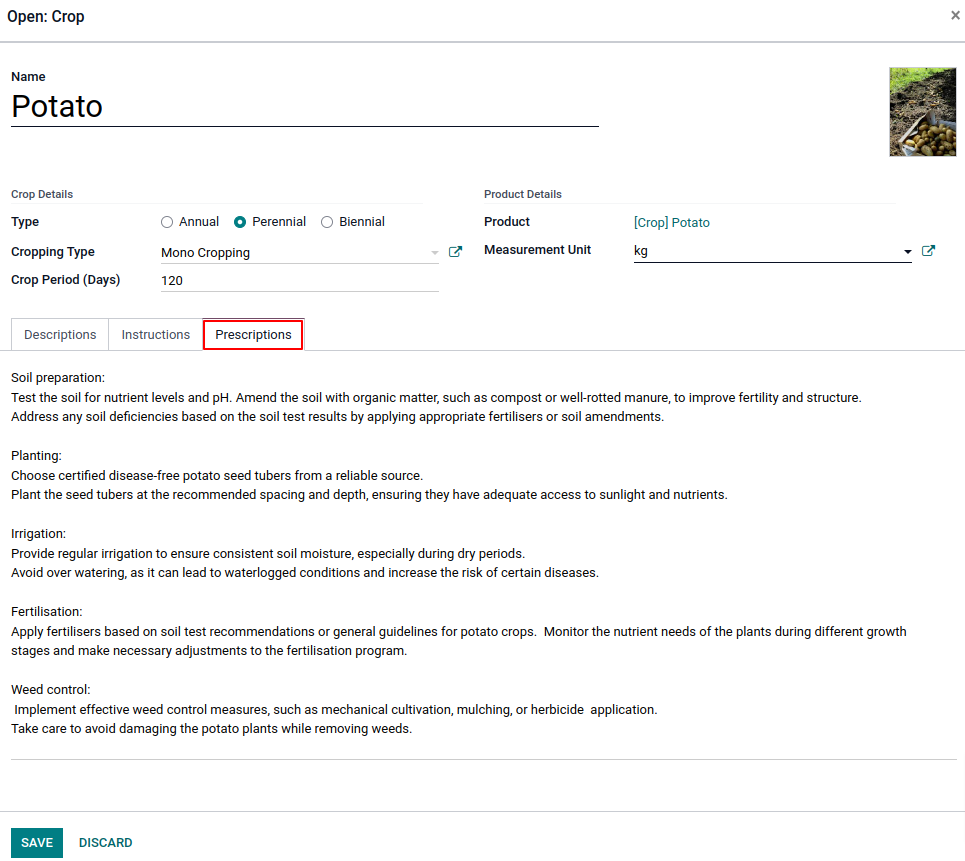 Open: Crop
×
Name
Potato
Crop Details
Product Details
Type
Annual
Perennial
Biennial
Product
[Crop] Potato
Cropping Type
Mono Cropping
Measurement Unit
kg
Crop Period (Days)
120
Descriptions
Instructions
Prescriptions
Soil preparation:
Test the soil for nutrient levels and pH. Amend the soil with organic matter, such as compost or well-rotted manure, to improve fertility and structure.
Address any soil deficiencies based on the soil test results by applying appropriate fertilisers or soil amendments.
Planting:
Choose certified disease-free potato seed tubers from a reliable source.
Plant the seed tubers at the recommended spacing and depth, ensuring they have adequate access to sunlight and nutrients.
Irrigation:
Provide regular irrigation to ensure consistent soil moisture, especially during dry periods.
Avoid over watering, as it can lead to waterlogged conditions and increase the risk of certain diseases.
Fertilisation:
Apply fertilisers based on soil test recommendations or general guidelines for potato crops.  Monitor the nutrient needs of the plants during different growth
stages and make necessary adjustments to the fertilisation program.
Weed control:
Implement effective weed control measures, such as mechanical cultivation, mulching, or herbicide  application.
Take care to avoid damaging the potato plants while removing weeds.
SAVE
DISCARD